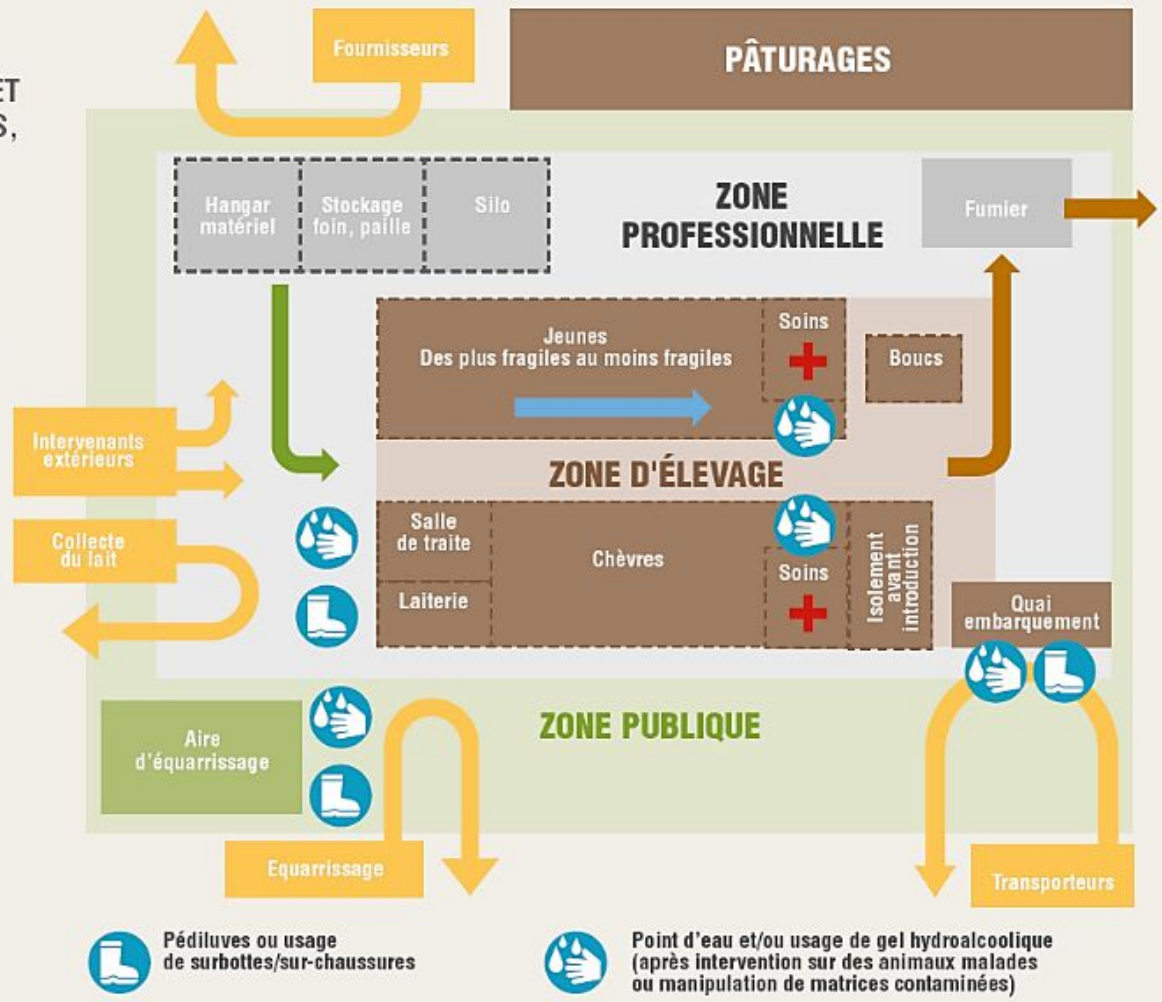 ET
S,
Fournisseurs
PÂTURAGES
Hangar
matériel
Stockage
foin, paille
Silo
ZONE
PROFESSIONNELLE
Fumier
Jeunes
Des plus fragiles au moins fragiles
Soins
Boucs
Intervenants
extérieurs
ZONE D'ÉLEVAGE
Collecte
du lait
Salle
de traite
Laiterie
Chèvres
Soins
Isolement
avant
introduction
Quai
embarquement
Aire
d'équarrissage
ZONE PUBLIQUE
Equarrissage
Transporteurs
Pédiluves ou usage
de surbottes/sur-chaussures
Point d'eau et/ou usage de gel hydroalcoolique
(après intervention sur des animaux malades
ou manipulation de matrices contaminées)